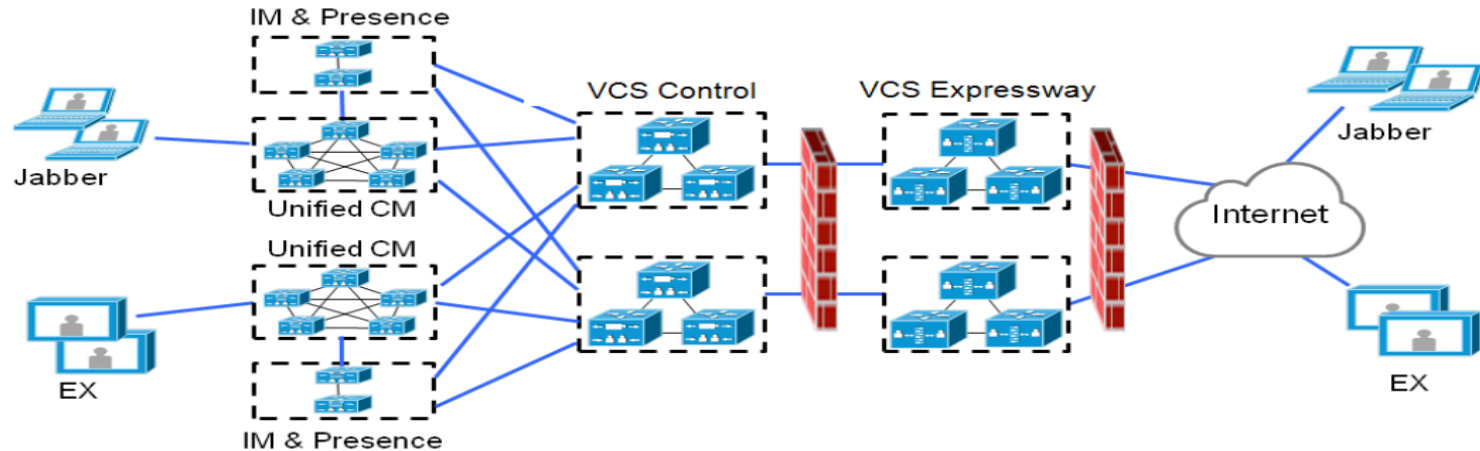 IM & Presence
VCS Control
VCS Expressway
Jabber
Jabber
Unified CM
Internet
Unified CM
EX
EX
IM & Presence